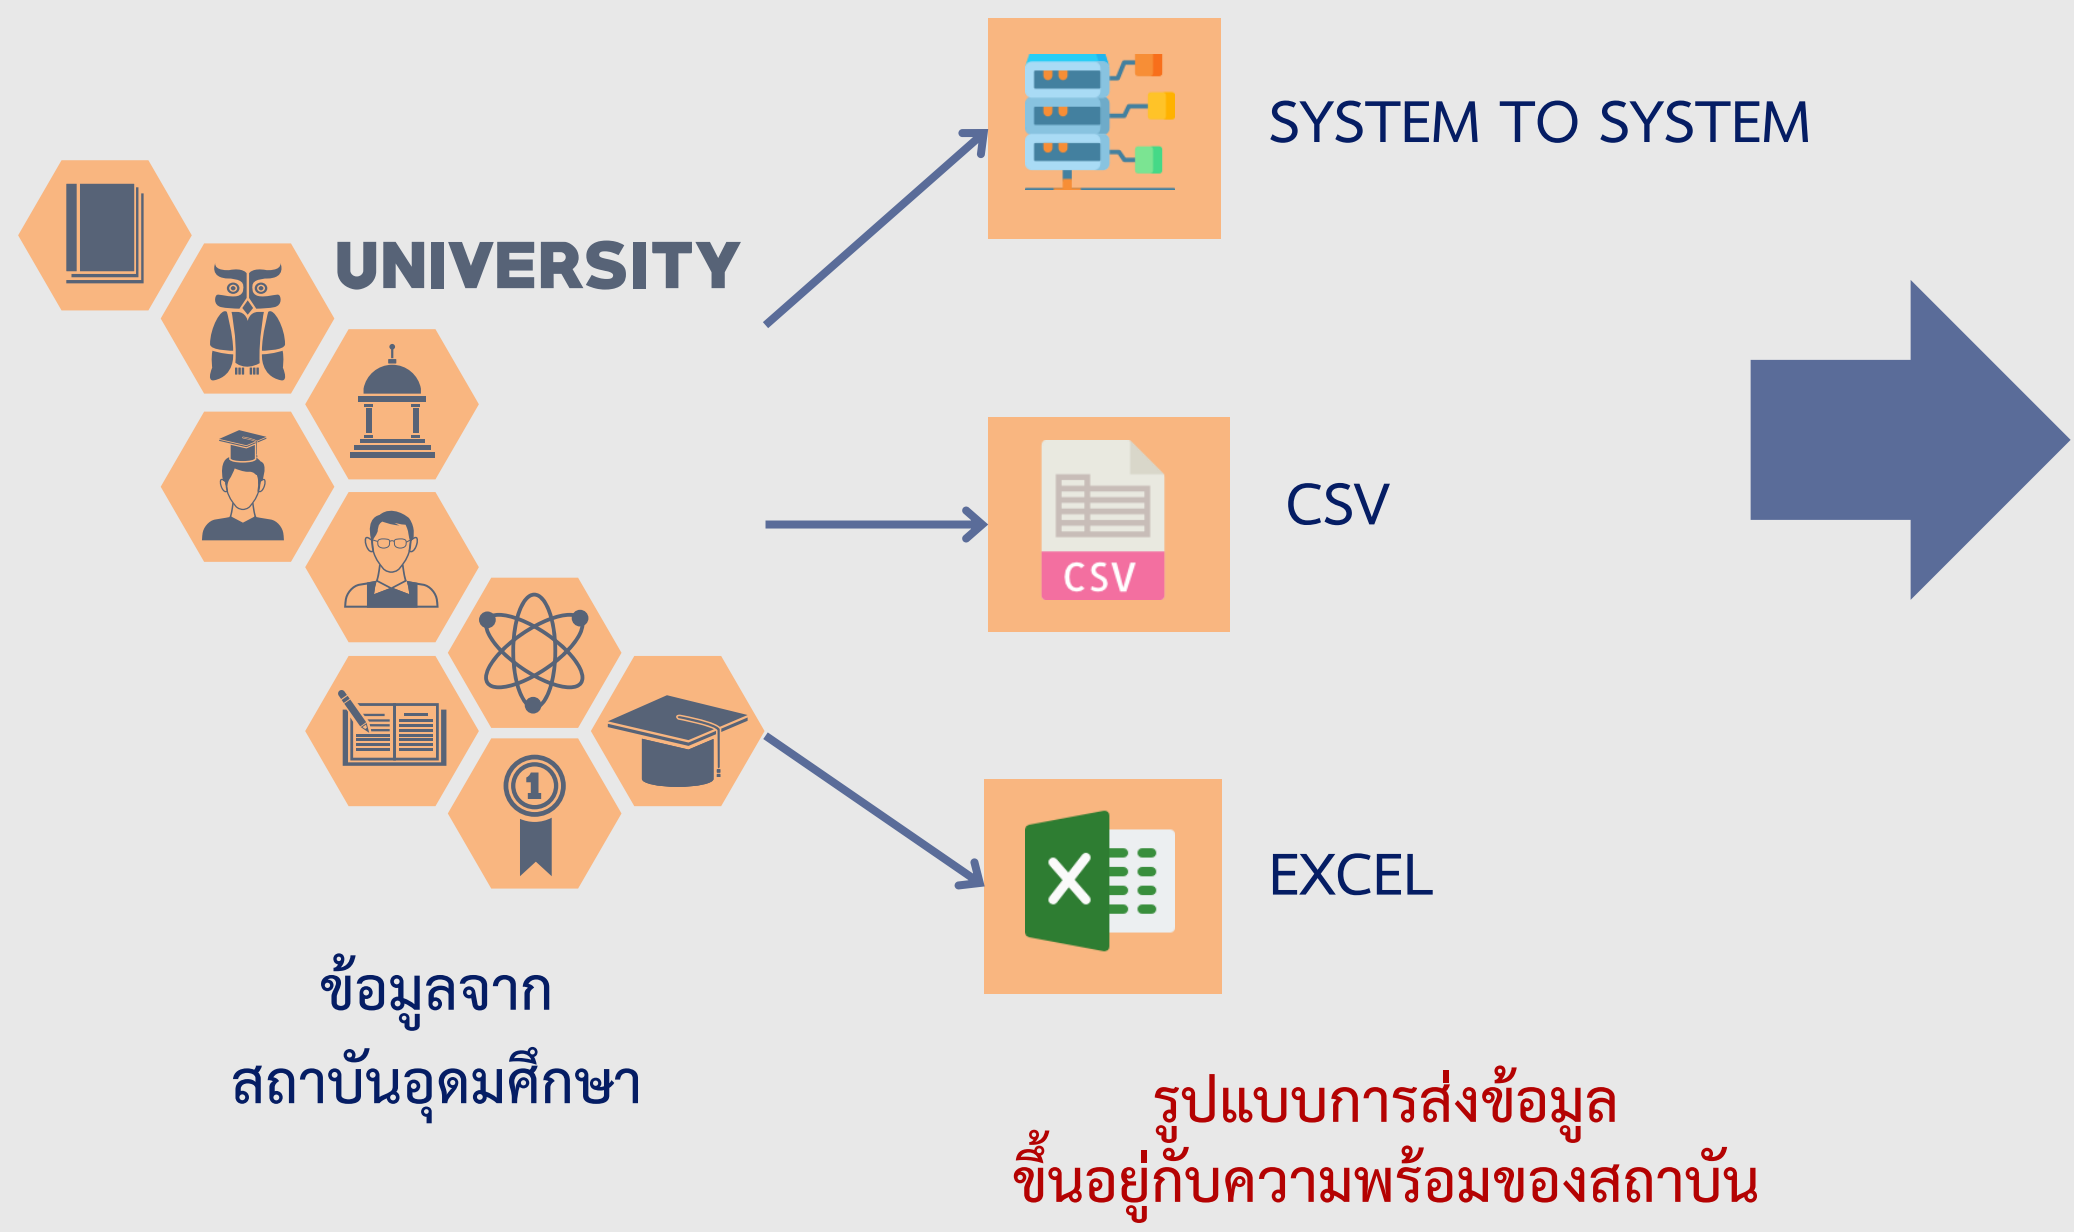 UNIVERSITY
SYSTEM TO SYSTEM
CSV
CSV
1
EXCEL
ข้อมูลจาก
สถาบันอุดมศึกษา
รูปแบบการส่งข้อมูล
ขึ้นอยู่กับความพร้อมของสถาบัน